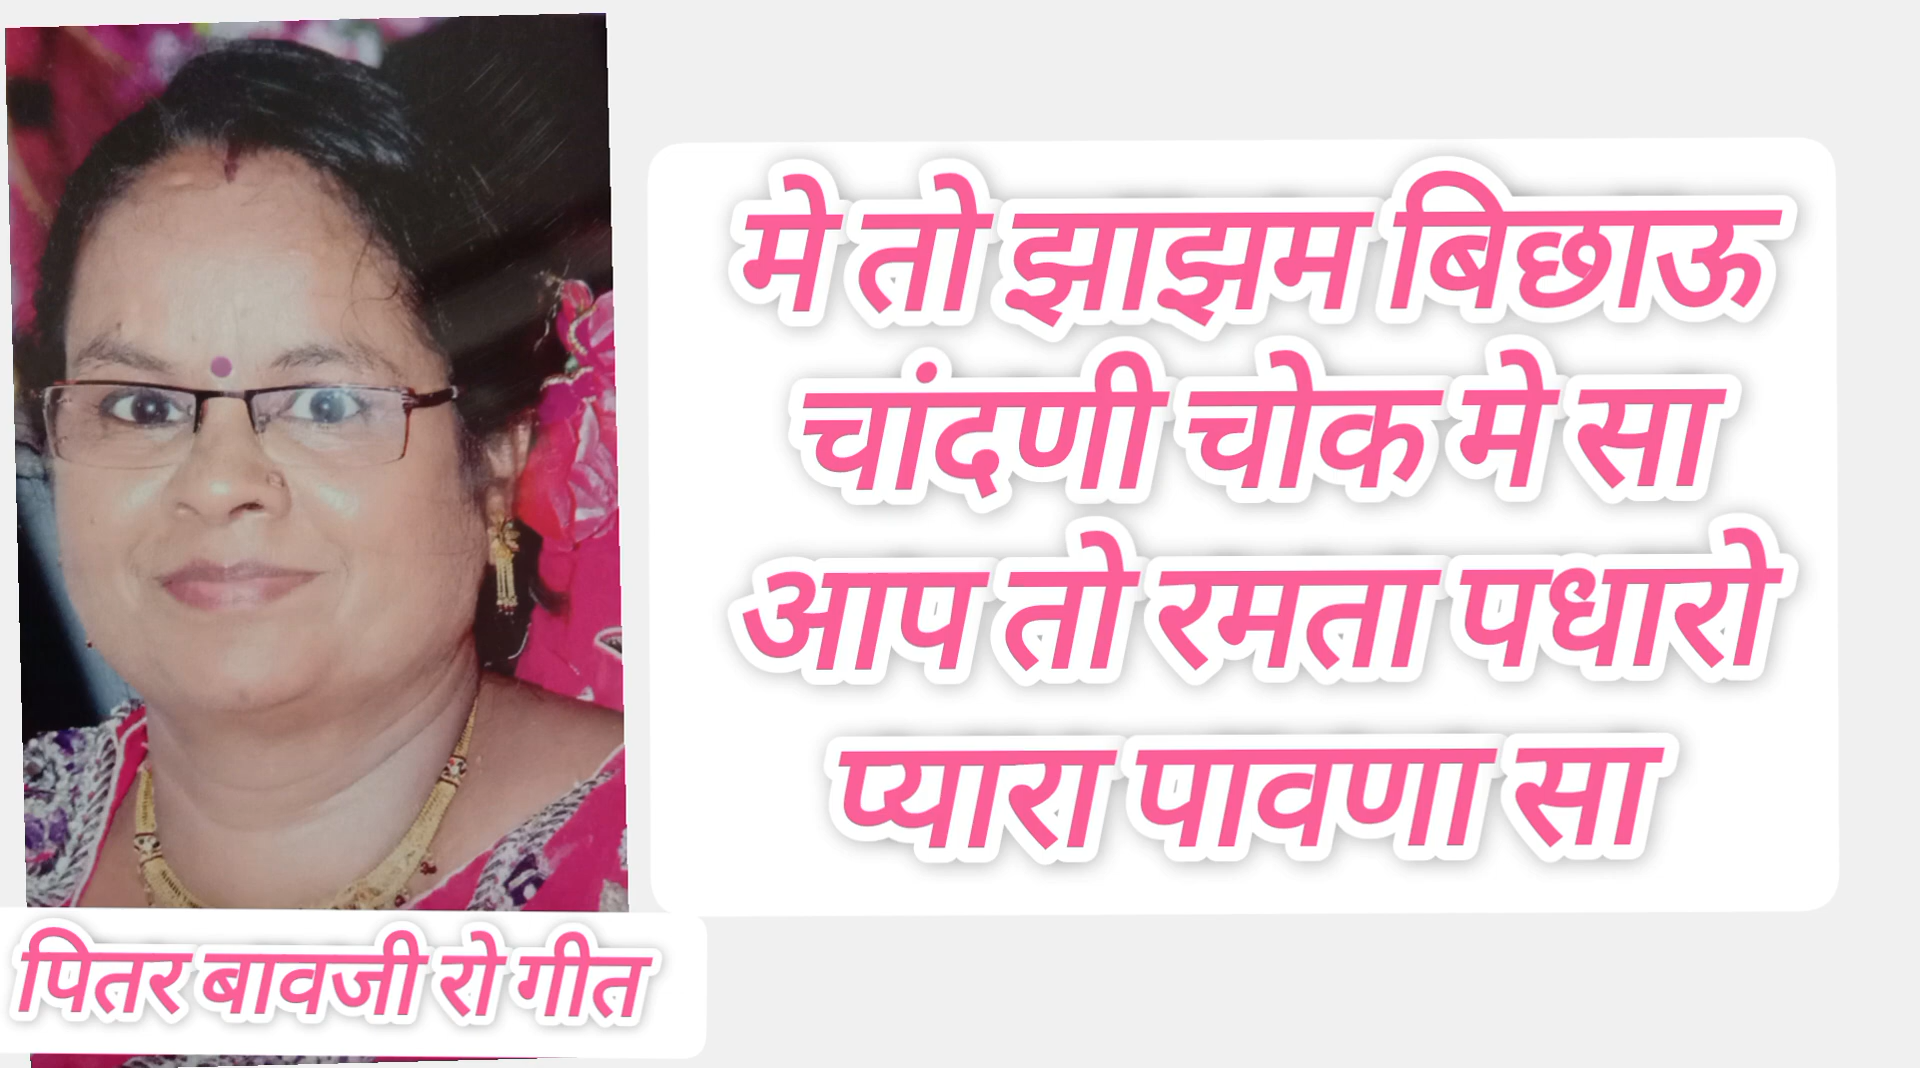 मे तो झाझम बिछाऊ
चांदणी चोक मे सा
आप तो रमता पधारो
प्यारा पावणा सा
पितर बावजी रो गीत